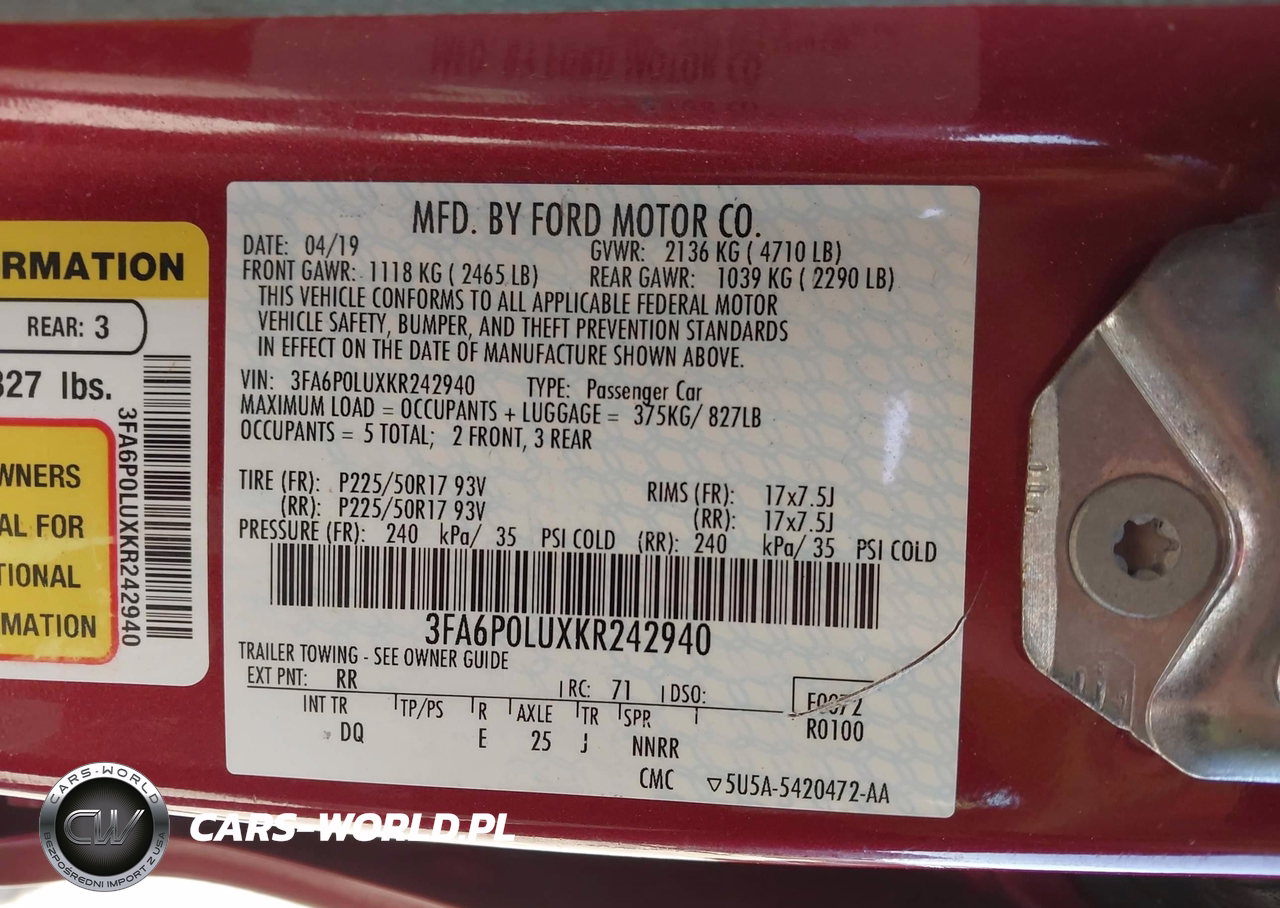 RMATION
REAR: 3
827 lbs.
3FA6P0LUXKR242940
WNERS
AL FOR
TIONAL
MATION
MFD. BY FORD MOTOR CO.
DATE: 04/19 GVWR: 2136 KG ( 4710 LB)
FRONT GAWR: 1118 KG ( 2465 LB) REAR GAWR: 1039 KG ( 2290 LB)
THIS VEHICLE CONFORMS TO ALL APPLICABLE FEDERAL MOTOR
VEHICLE SAFETY, BUMPER, AND THEFT PREVENTION STANDARDS
IN EFFECT ON THE DATE OF MANUFACTURE SHOWN ABOVE.
VIN: 3FA6P0LUXKR242940 TYPE: Passenger Car
MAXIMUM LOAD = OCCUPANTS + LUGGAGE = 375KG/ 827LB
OCCUPANTS = 5 TOTAL; 2 FRONT, 3 REAR
TIRE (FR): P225/50R17 93V RIMS (FR): 17x7.5J
(RR): P225/50R17 93V (RR): 17x7.5J
PRESSURE (FR): 240 kPa/ 35 PSI COLD (RR): 240 kPa/ 35 PSI COLD
3FA6P0LUXKR242940
TRAILER TOWING - SEE OWNER GUIDE
EXT PNT: RR RC: 71 DSO:
F0072
INT TR TP/PS R AXLE TR SPR
R0100
DQ E 25 J NNRR
CMC ▽5U5A-5420472-AA
CARS-WORLD
CW
BEZPOŚREDNI IMPORT Z USA
CARS-WORLD.PL